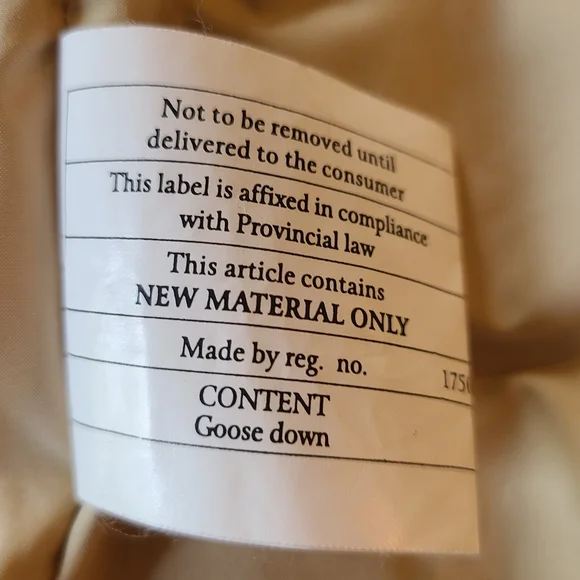 Not to be removed until
delivered to the consumer
This label is affixed in compliance
with Provincial law
This article contains
NEW MATERIAL ONLY
Made by reg. no.
CONTENT
Goose down